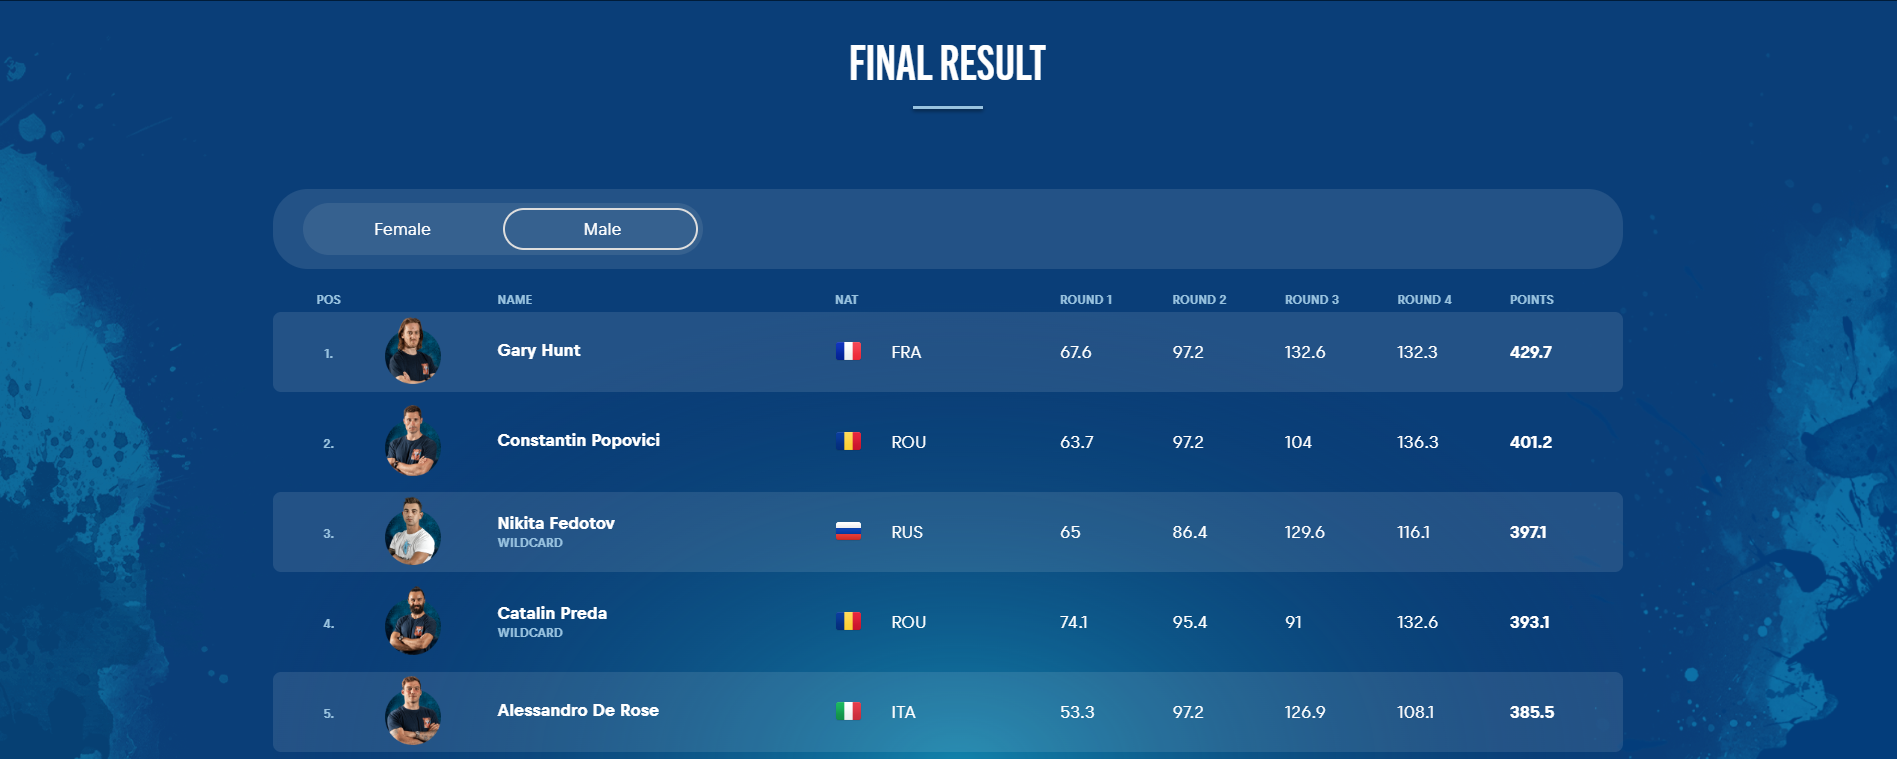 FINAL RESULT
Female Male
POS NAME NAT ROUND 1 ROUND 2 ROUND 3 ROUND 4 POINTS
1. Gary Hunt FRA 67.6 97.2 132.6 132.3 429.7
2. Constantin Popovici ROU 63.7 97.2 104 136.3 401.2
3. Nikita Fedotov RUS 65 86.4 129.6 116.1 397.1
WILDCARD
4. Catalin Preda ROU 74.1 95.4 91 132.6 393.1
WILDCARD
5. Alessandro De Rose ITA 53.3 97.2 126.9 108.1 385.5